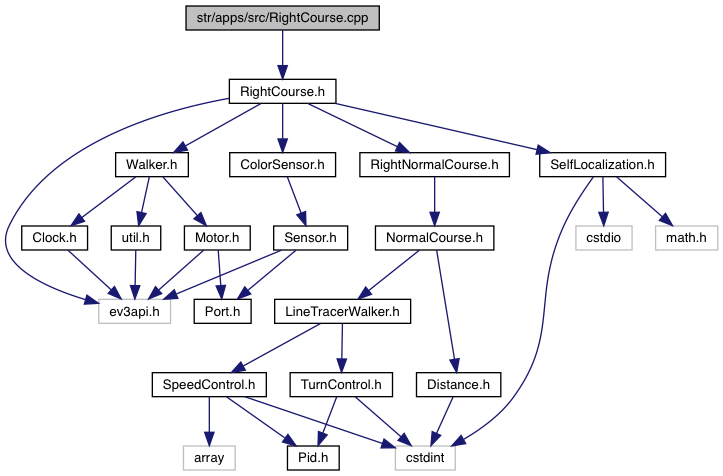 str/apps/src/RightCourse.cpp
RightCourse.h
Walker.h
ColorSensor.h
RightNormalCourse.h
SelfLocalization.h
Clock.h
util.h
Motor.h
Sensor.h
NormalCourse.h
cstdio
math.h
ev3api.h
Port.h
LineTracerWalker.h
SpeedControl.h
TurnControl.h
Distance.h
array
Pid.h
cstdint